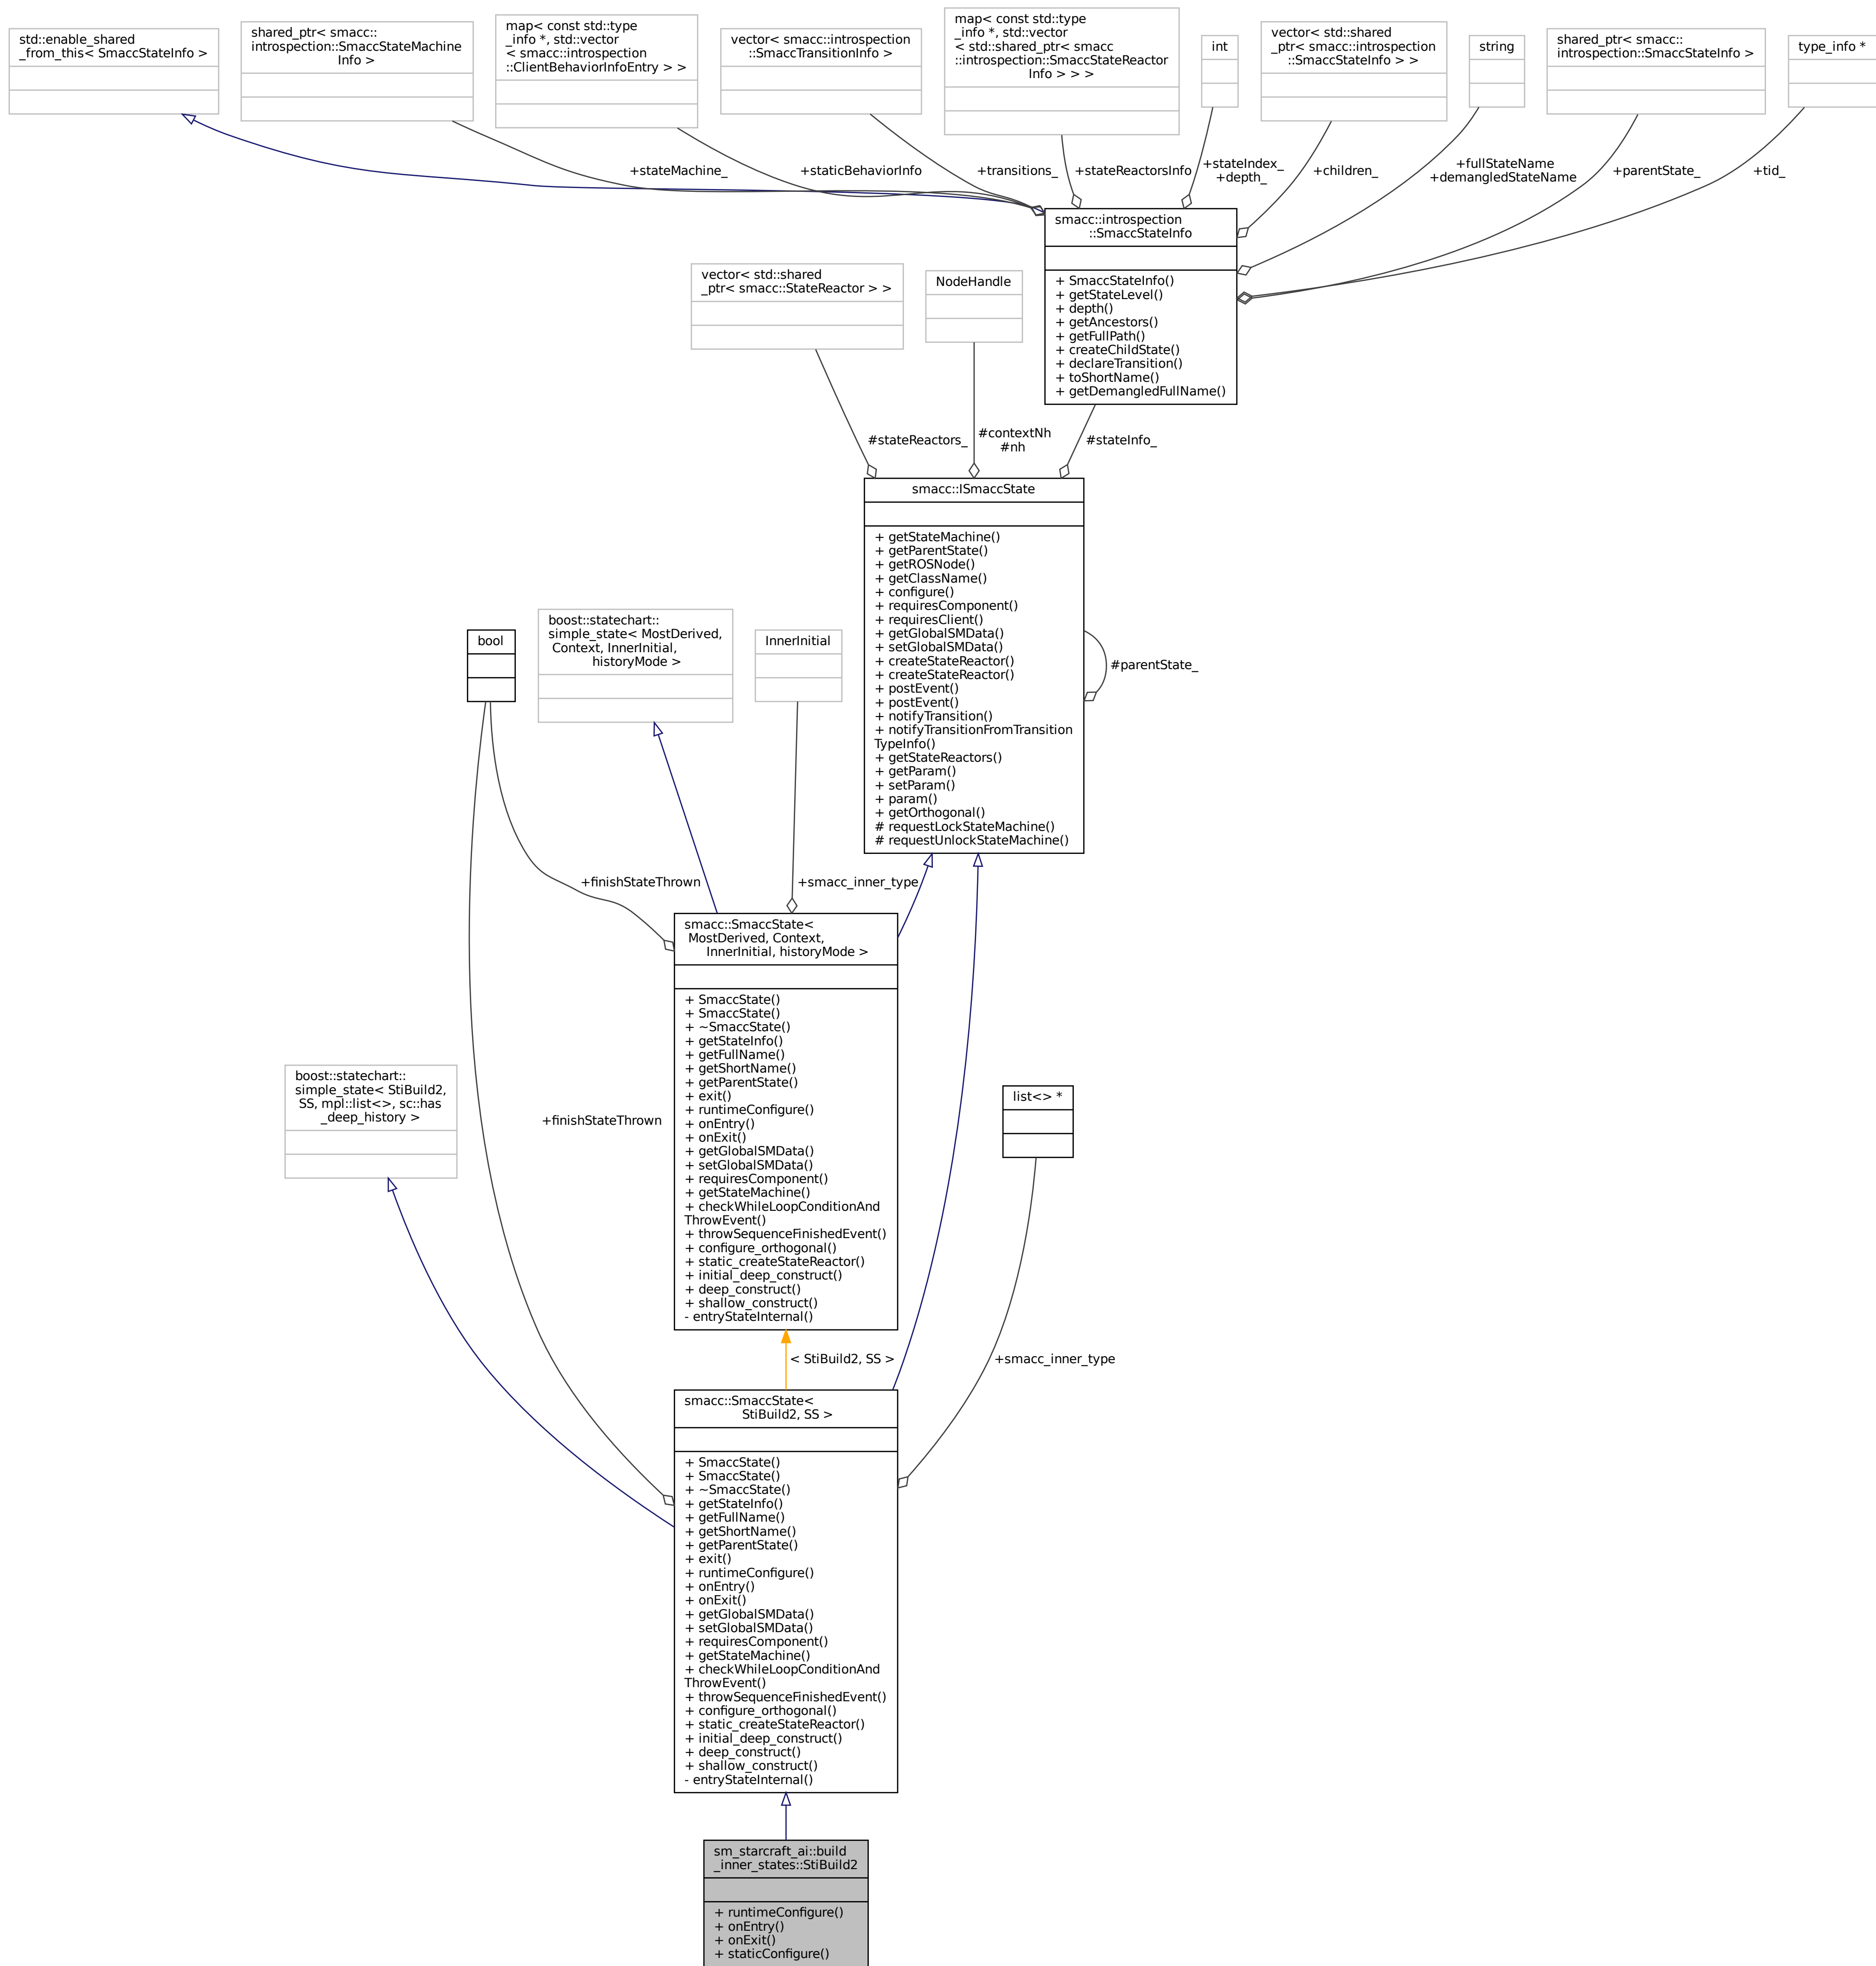 std::enable_shared
_from_this< SmaccStateInfo >
shared_ptr< smacc::
introspection::SmaccStateMachine
Info >
map< const std::type
_info *, std::vector
< smacc::introspection
::ClientBehaviorInfoEntry > >
vector< smacc::introspection
::SmaccTransitionInfo >
map< const std::type
_info *, std::vector
< std::shared_ptr< smacc
::introspection::SmaccStateReactor
Info > > >
int
vector< std::shared
_ptr< smacc::introspection
::SmaccStateInfo > >
string
shared_ptr< smacc::
introspection::SmaccStateInfo >
type_info *
+stateMachine_
+staticBehaviorInfo
+transitions_
+stateReactorsInfo
+stateIndex_
+depth_
+children_
+fullStateName
+demangledStateName
+parentState_
+tid_
smacc::introspection
::SmaccStateInfo
+ SmaccStateInfo()
+ getStateLevel()
+ depth()
+ getAncestors()
+ getFullPath()
+ createChildState()
+ declareTransition()
+ toShortName()
+ getDemangledFullName()
vector< std::shared
_ptr< smacc::StateReactor > >
NodeHandle
#stateReactors_
#contextNh
#nh
#stateInfo_
smacc::ISmaccState
+ getStateMachine()
+ getParentState()
+ getROSNode()
+ getClassName()
+ configure()
+ requiresComponent()
+ requiresClient()
+ getGlobalSMData()
+ setGlobalSMData()
+ createStateReactor()
+ createStateReactor()
+ postEvent()
+ postEvent()
+ notifyTransition()
+ notifyTransitionFromTransition
TypeInfo()
+ getStateReactors()
+ getParam()
+ setParam()
+ param()
+ getOrthogonal()
# requestLockStateMachine()
# requestUnlockStateMachine()
#parentState_
bool
boost::statechart::
simple_state< MostDerived,
Context, InnerInitial,
historyMode >
InnerInitial
+finishStateThrown
+smacc_inner_type
smacc::SmaccState<
MostDerived, Context,
InnerInitial, historyMode >
+ SmaccState()
+ SmaccState()
+ ~SmaccState()
+ getStateInfo()
+ getFullName()
+ getShortName()
+ getParentState()
+ exit()
+ runtimeConfigure()
+ onEntry()
+ onExit()
+ getGlobalSMData()
+ setGlobalSMData()
+ requiresComponent()
+ getStateMachine()
+ checkWhileLoopConditionAnd
ThrowEvent()
+ throwSequenceFinishedEvent()
+ configure_orthogonal()
+ static_createStateReactor()
+ initial_deep_construct()
+ deep_construct()
+ shallow_construct()
- entryStateInternal()
boost::statechart::
simple_state< StiBuild2,
SS, mpl::list<>, sc::has
_deep_history >
+finishStateThrown
list<> *
< StiBuild2, SS >
+smacc_inner_type
smacc::SmaccState<
StiBuild2, SS >
+ SmaccState()
+ SmaccState()
+ ~SmaccState()
+ getStateInfo()
+ getFullName()
+ getShortName()
+ getParentState()
+ exit()
+ runtimeConfigure()
+ onEntry()
+ onExit()
+ getGlobalSMData()
+ setGlobalSMData()
+ requiresComponent()
+ getStateMachine()
+ checkWhileLoopConditionAnd
ThrowEvent()
+ throwSequenceFinishedEvent()
+ configure_orthogonal()
+ static_createStateReactor()
+ initial_deep_construct()
+ deep_construct()
+ shallow_construct()
- entryStateInternal()
sm_starcraft_ai::build
_inner_states::StiBuild2
+ runtimeConfigure()
+ onEntry()
+ onExit()
+ staticConfigure()